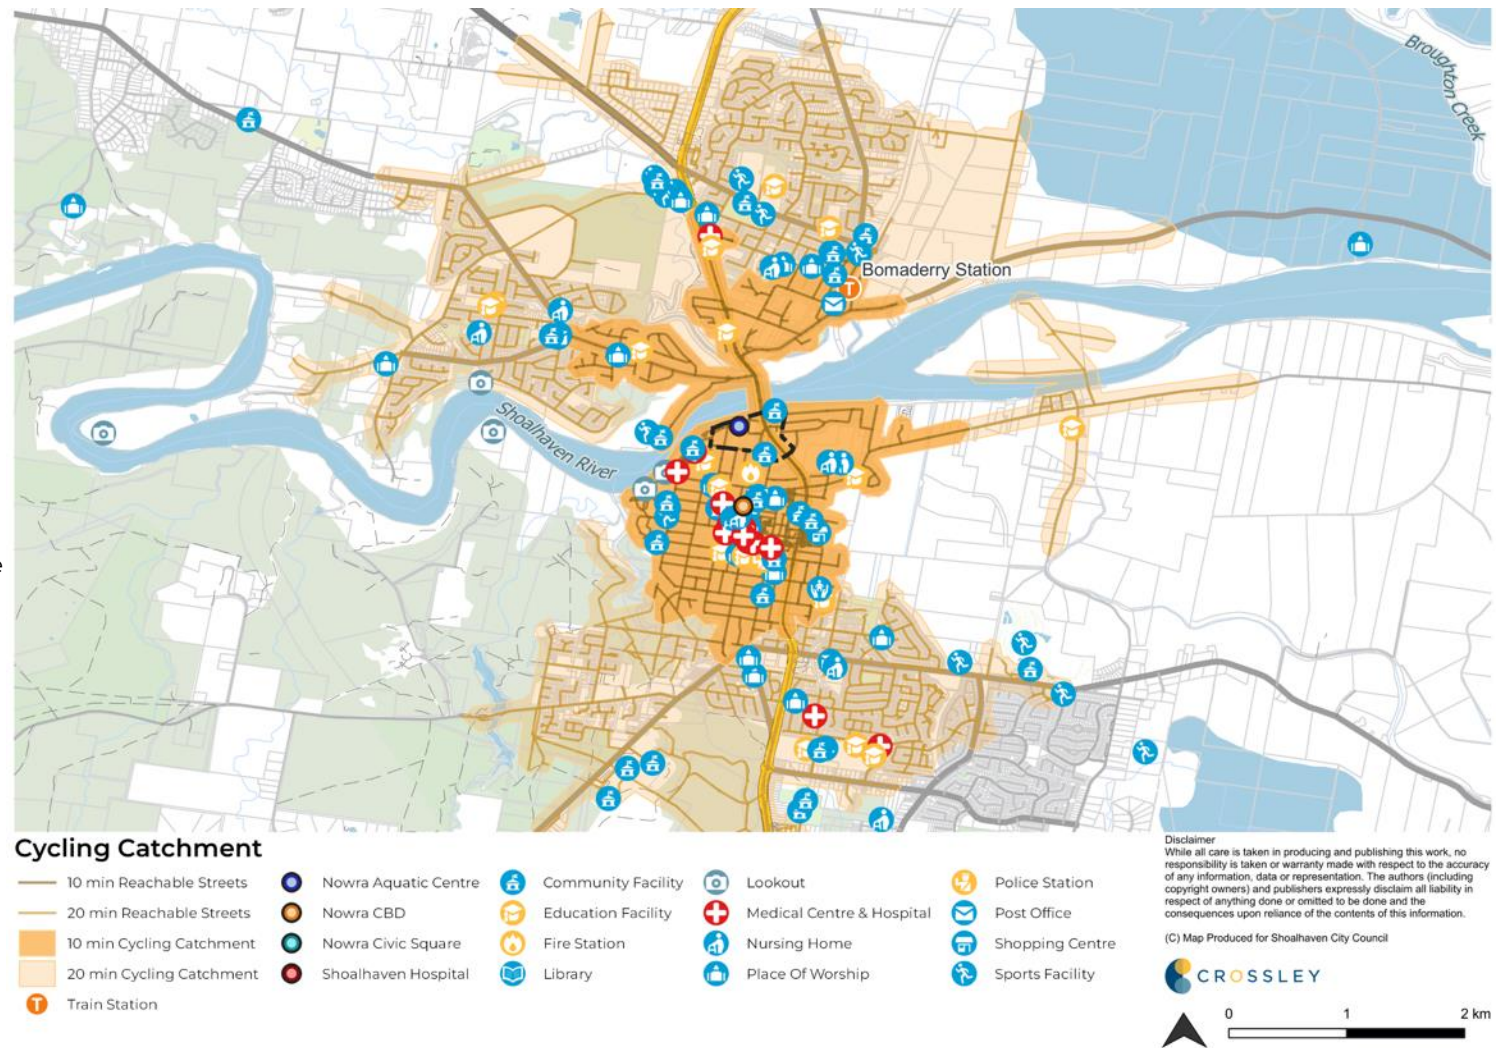 Broughton Creek
Bomaderry Station
T
Shoalhaven River
e
Cycling Catchment
10 min Reachable Streets
20 min Reachable Streets
10 min Cycling Catchment
20 min Cycling Catchment
T Train Station
Nowra Aquatic Centre
Nowra CBD
Nowra Civic Square
Shoalhaven Hospital
Community Facility
Education Facility
Fire Station
Library
Lookout
Medical Centre & Hospital
Nursing Home
Place Of Worship
Police Station
Post Office
Shopping Centre
Sports Facility
Disclaimer
While all care is taken in producing and publishing this work, no
responsibility is taken or warranty made with respect to the accuracy
of any information, data or representation. The authors (including
copyright owners) and publishers expressly disclaim all liability in
respect of anything done or omitted to be done and the
consequences upon reliance of the contents of this information.
(C) Map Produced for Shoalhaven City Council
CROSSLEY
0 1 2 km